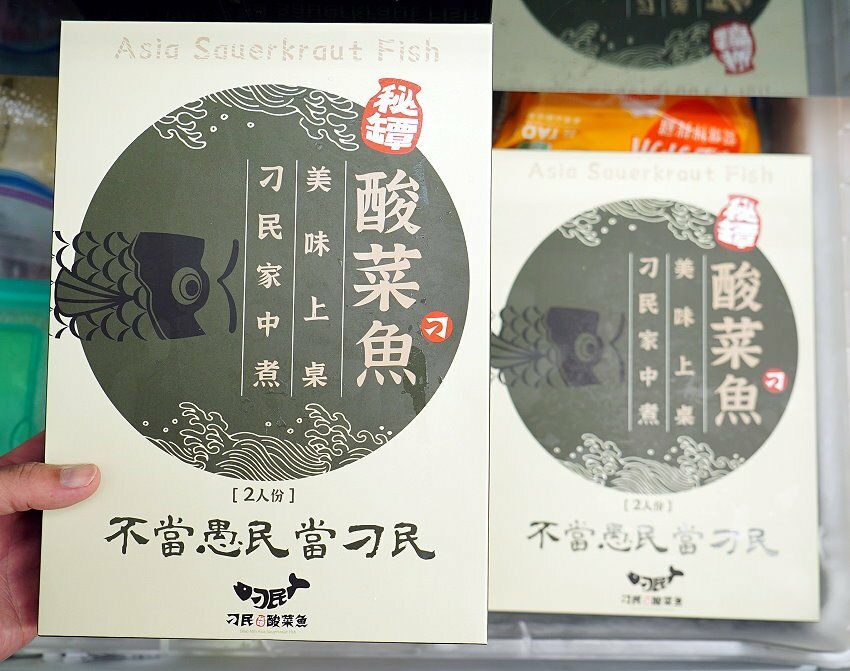 Asia Sauerkraut Fish
秘罈
酸菜魚
刁
美味上桌
刁民家中煮
[2人份]
不當愚民當刁民
刁民
刁民酸菜魚
Asia Sauerkraut Fish
秘罈
酸菜魚
刁
美味上桌
刁民家中煮
[2人份]
不當愚民當刁民
刁民
刁民酸菜魚